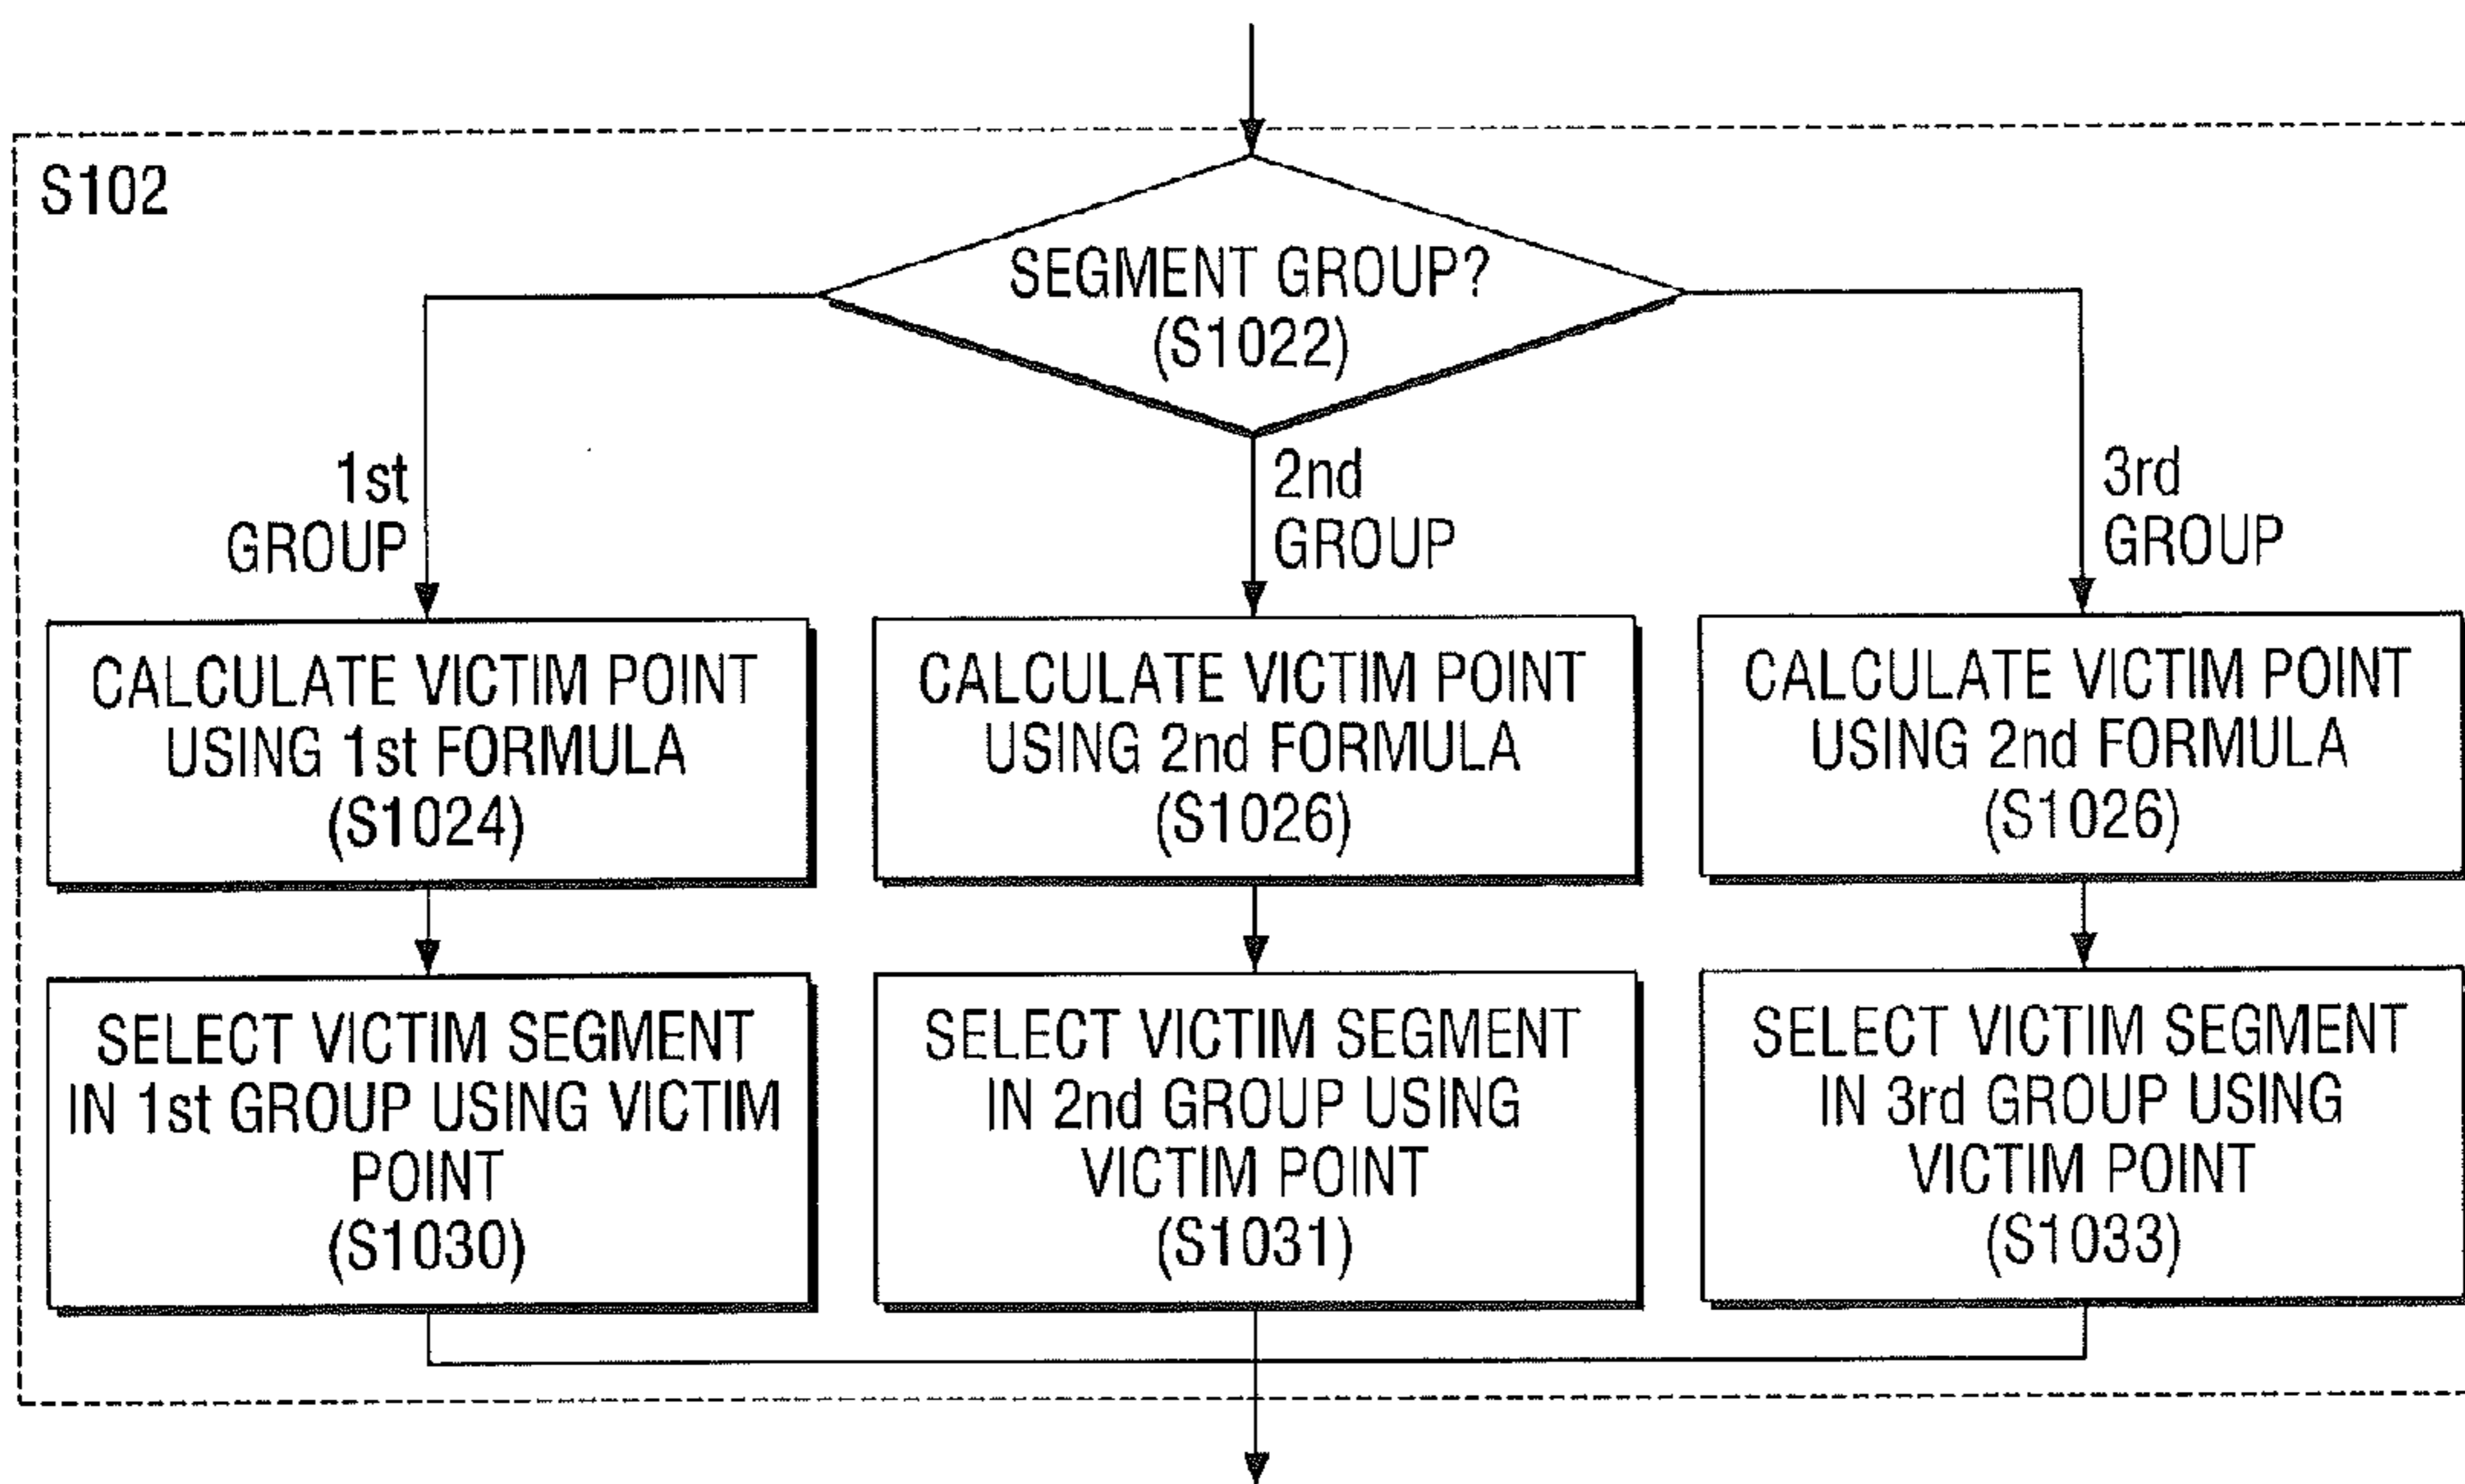 S102
SEGMENT GROUP?
(S1022)
1st
GROUP
2nd
GROUP
3rd
GROUP
CALCULATE VICTIM POINT
USING 1st FORMULA
(S1024)
CALCULATE VICTIM POINT
USING 2nd FORMULA
(S1026)
CALCULATE VICTIM POINT
USING 2nd FORMULA
(S1026)
SELECT VICTIM SEGMENT
IN 1st GROUP USING VICTIM
POINT
(S1030)
SELECT VICTIM SEGMENT
IN 2nd GROUP USING
VICTIM POINT
(S1031)
SELECT VICTIM SEGMENT
IN 3rd GROUP USING
VICTIM POINT
(S1033)